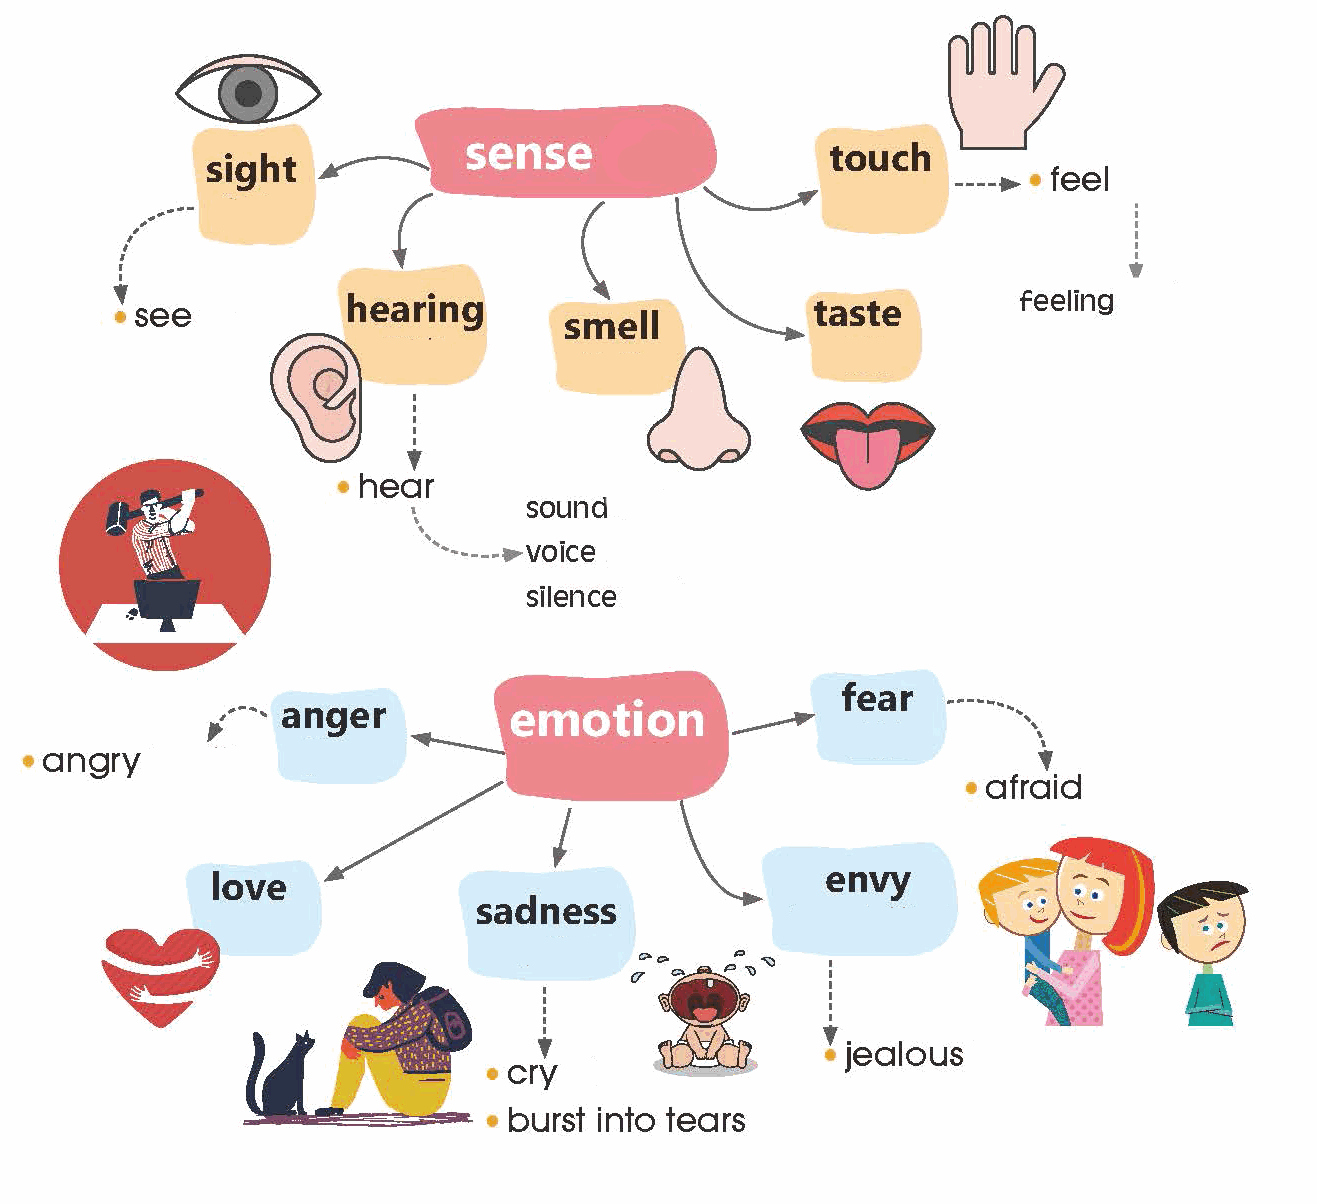 sense
sight
• see
hearing
• hear
sound
voice
silence
smell
taste
touch
• feel
feeling
emotion
anger
• angry
love
sadness
• cry
• burst into tears
envy
• jealous
fear
• afraid